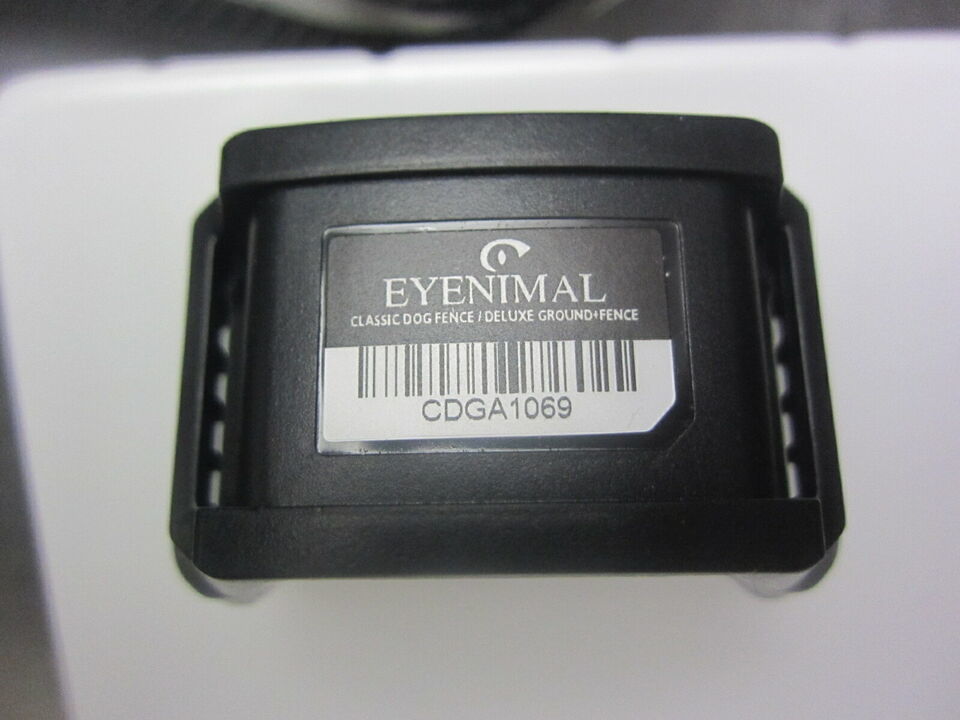 EYENIMAL
CLASSIC DOG FENCE / DELUXE GROUND+FENCE
CDGA1069